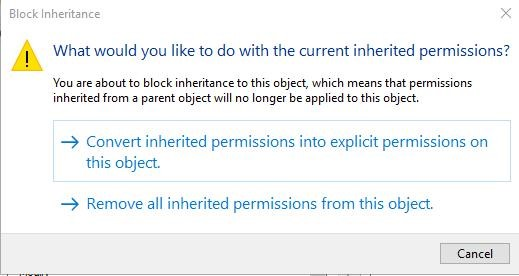 Block Inheritance
What would you like to do with the current inherited permissions?
You are about to block inheritance to this object, which means that permissions
inherited from a parent object will no longer be applied to this object.
Convert inherited permissions into explicit permissions on
this object.
Remove all inherited permissions from this object.
Cancel